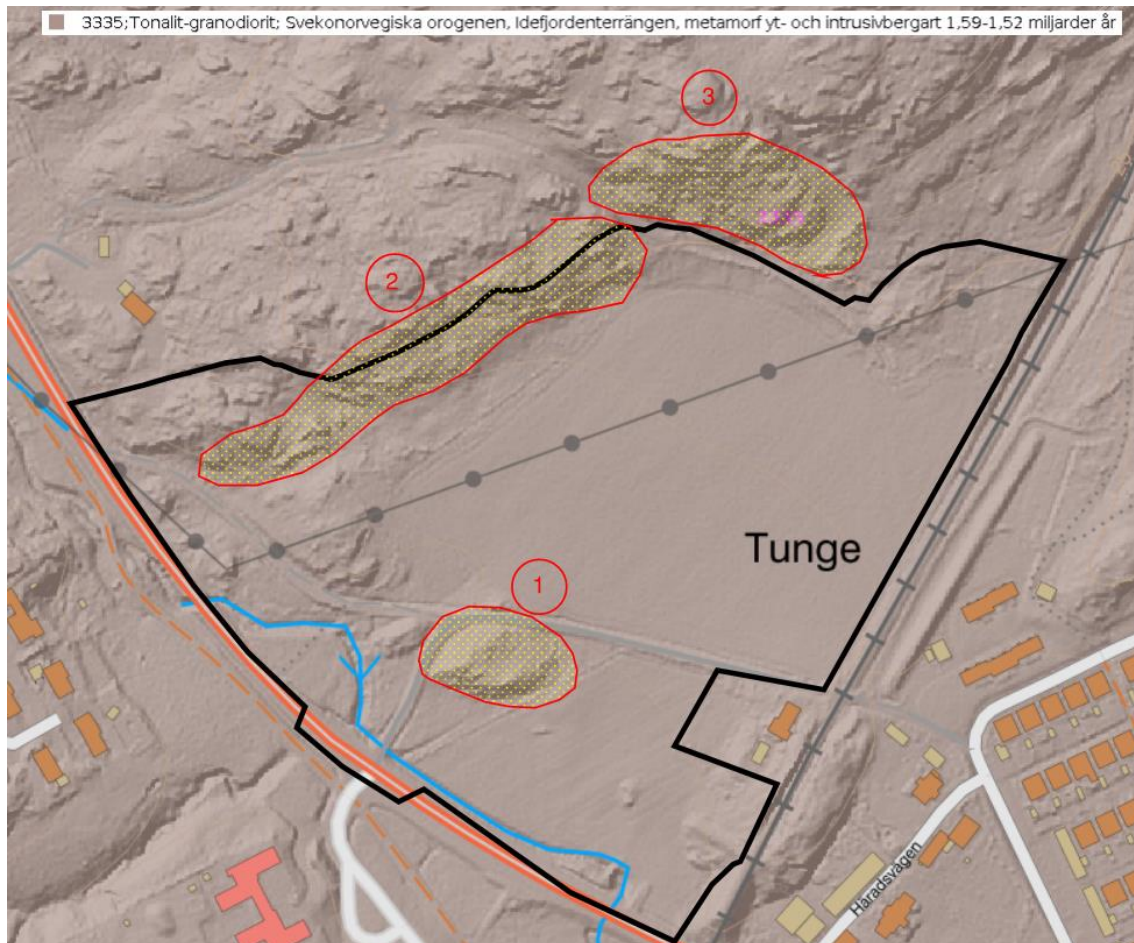 3335;Tonalit-granodiorit; Svekonorvegiska orogenen, Idefjordenterrängen, metamorf yt- och intrusivbergart 1,59-1,52 miljarder år
3
3335
2
Tunge
1
Häradsvägen